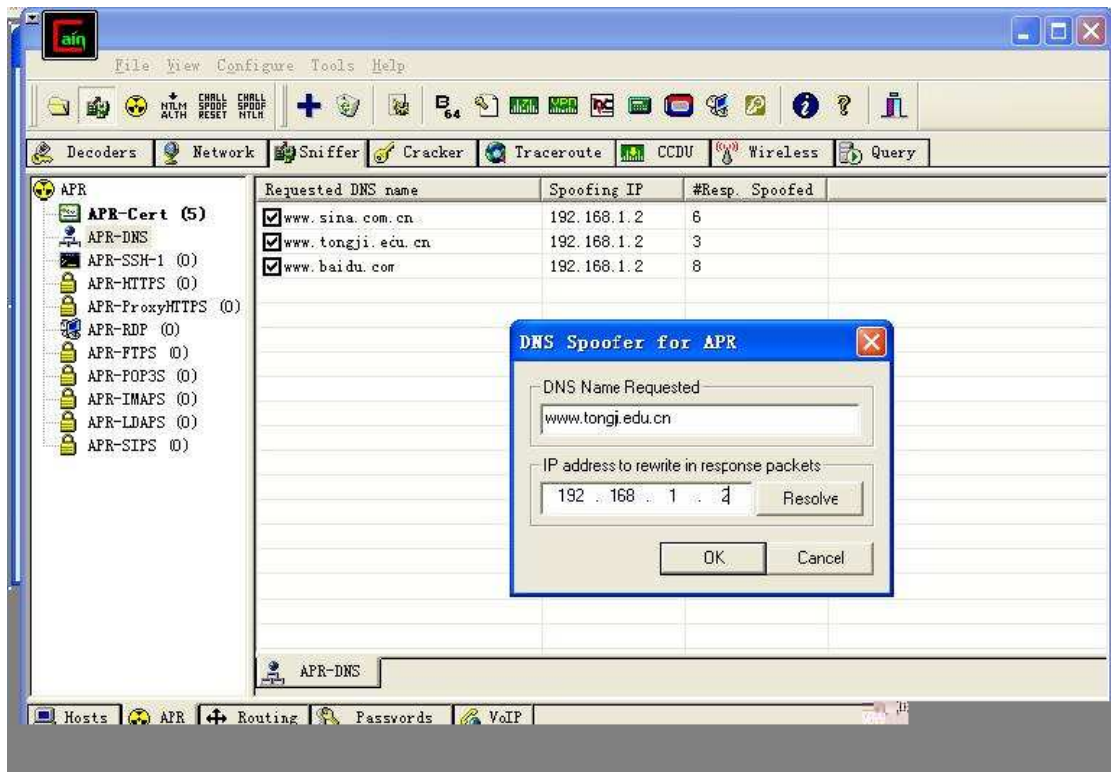 Cain
File View Configure Tools Help
NTLM AUTH CHALL SPOOF RESET CHALL SPOOF NTLM B64
Decoders Network Sniffer Cracker Traceroute CCDU Wireless Query
APR
APR-Cert (5)
APR-DNS
APR-SSH-1 (0)
APR-HTTPS (0)
APR-ProxyHTTPS (0)
APR-RDP (0)
APR-FTPS (0)
APR-POP3S (0)
APR-IMAPS (0)
APR-LDAPS (0)
APR-SIPS (0)
Requested DNS name Spoofing IP #Resp. Spoofed
www.sina.com.cn 192.168.1.2 6
www.tongji.edu.cn 192.168.1.2 3
www.baidu.com 192.168.1.2 8
DNS Spoofer for APR
DNS Name Requested
www.tongji.edu.cn
IP address to rewrite in response packets
192 . 168 . 1 . 2 Resolve
OK Cancel
APR-DNS
Hosts APR Routing Passwords VoIP